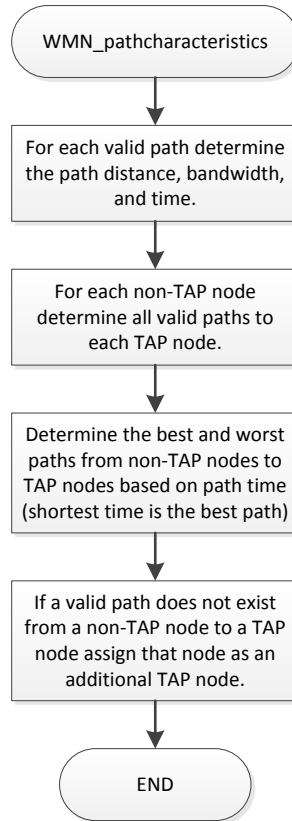 WMN_pathcharacteristics
For each valid path determine
the path distance, bandwidth,
and time.
For each non-TAP node
determine all valid paths to
each TAP node.
Determine the best and worst
paths from non-TAP nodes to
TAP nodes based on path time
(shortest time is the best path)
If a valid path does not exist
from a non-TAP node to a TAP
node assign that node as an
additional TAP node.
END